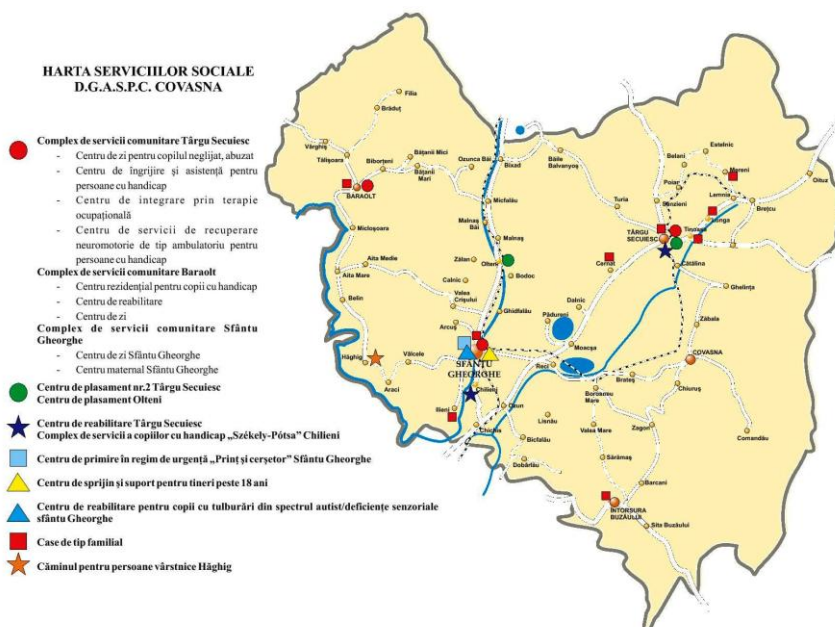 HARTA SERVICIILOR SOCIALE
D.G.A.S.P.C. COVASNA
Complex de servicii comunitare Târgu Secuiesc
- Centru de zi pentru copilul neglijat, abuzat
- Centru de îngrijire și asistență pentru
persoane cu handicap
- Centru de integrare prin terapie
ocupațională
- Centru de servicii de recuperare
neuromotorie de tip ambulatoriu pentru
persoane cu handicap
Complex de servicii comunitare Baraolt
- Centru rezidențial pentru copii cu handicap
- Centru de reabilitare
- Centru de zi
Complex de servicii comunitare Sfântu
Gheorghe
- Centru de zi Sfântu Gheorghe
- Centru maternal Sfântu Gheorghe
Centru de plasament nr.2 Târgu Secuiesc
Centru de plasament Olteni
Centru de reabilitare Târgu Secuiesc
Complex de servicii a copiilor cu handicap „Székely-Pótsa” Chilieni
Centru de primire în regim de urgență „Prinț și cerșetor” Sfântu Gheorghe
Centru de sprijin și suport pentru tineri peste 18 ani
Centru de reabilitare pentru copii cu tulburări din spectrul autist/deficiențe senzoriale
sfântu Gheorghe
Case de tip familial
Căminul pentru persoane vârstnice Hăghig
Filia
Brăduț
Vârghiș
Tălișoara
Biborțeni
Bățanii Mici
Bățanii
Mari
Ozunca Băi
Bixad
Băile
Balvanyos
BARAOLT
Micloșoara
Micfalău
Malnaș
Băi
Malnaș
Turia
Estelnic
Belani
Mereni
Poian
Lemnia
Oituz
Sânzieni
Brețcu
Lunga
TÂRGU
SECUIESC
Tinoasa
Aita Medie
Aita Mare
Zălan
Olteni
Bodoc
Calnic
Valea
Crișului
Belin
Cernat
Catălina
Ghelința
Dalnic
Pădureni
Ghidfalău
Arcuș
Zăbala
Hăghig
Vâlcele
SFÂNTU
GHEORGHE
Moacșa
Reci
COVASNA
Araci
Chilieni
Brateș
Boroșneu
Mare
Chiuruș
Ilieni
Ozun
Chichiș
Lisnău
Bicfalău
Valea Mare
Zagon
Comandău
Dobârlău
Sărămaș
Barcani
ÎNTORSURA
BUZĂULUI
Sita Buzăului